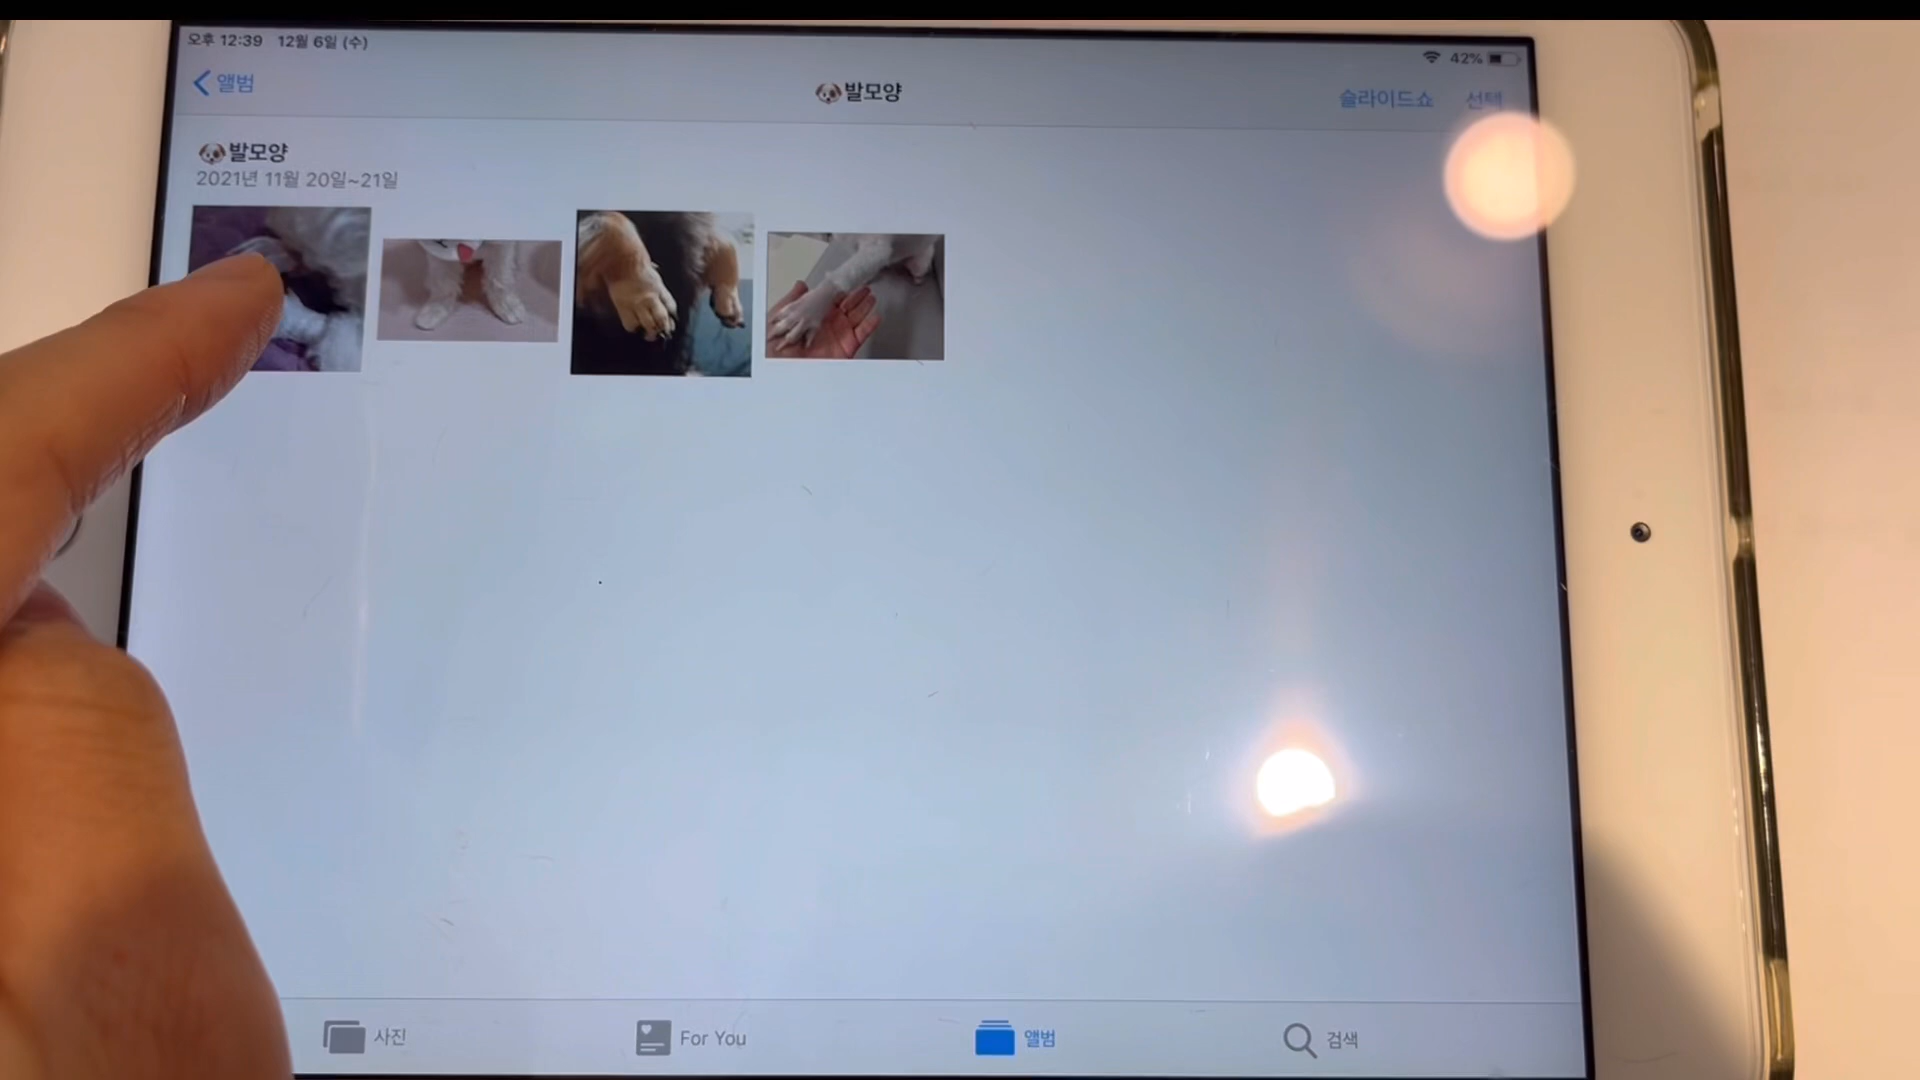 오후 12:39 12월 6일 (수)
42%
앨범
🐶발모양
슬라이드쇼 선택
🐶발모양
2021년 11월 20일~21일
사진
For You
앨범
검색